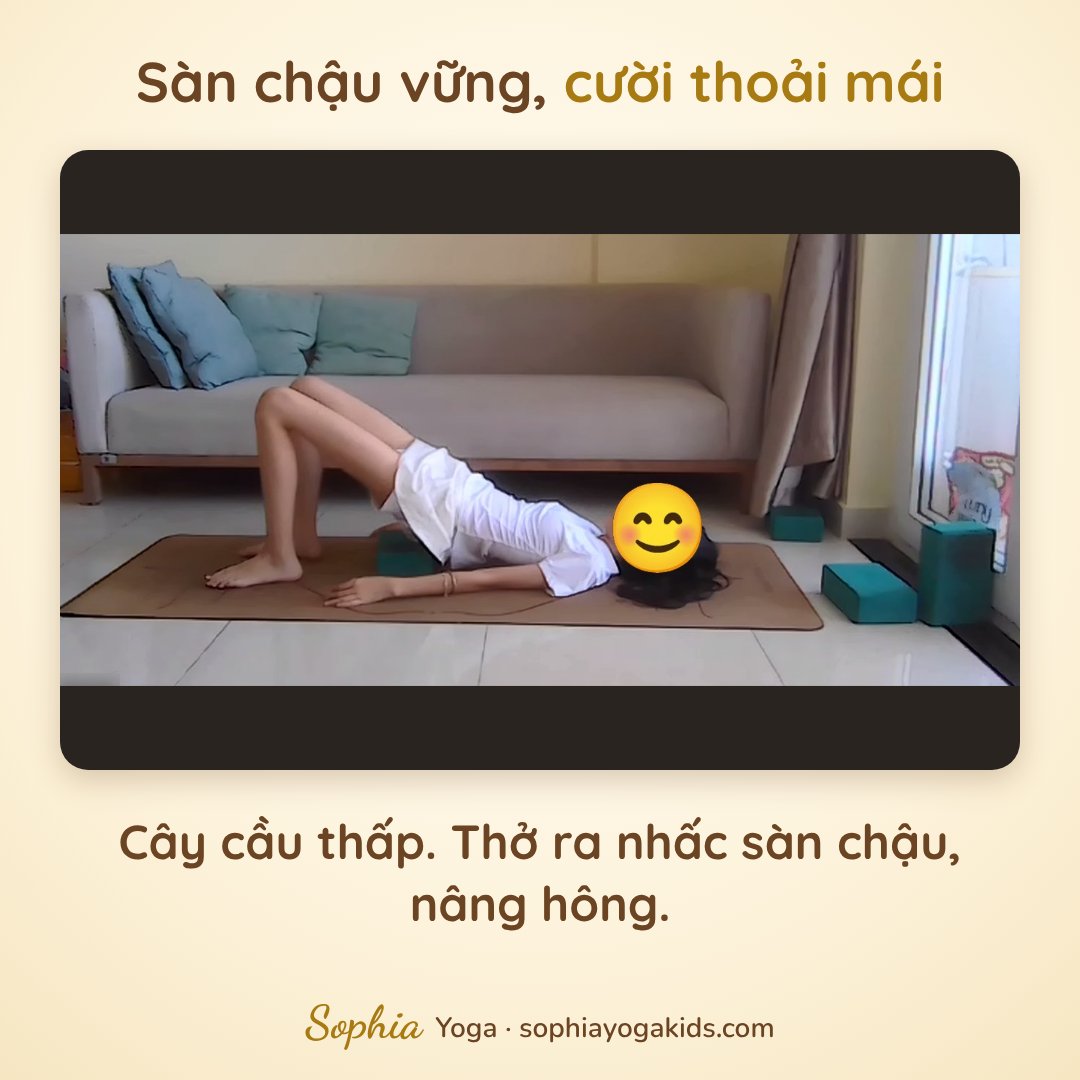 Sàn chậu vững, cười thoải mái
Cây cầu thấp. Thở ra nhấc sàn chậu,
nâng hông.
Sophia Yoga · sophiayogakids.com